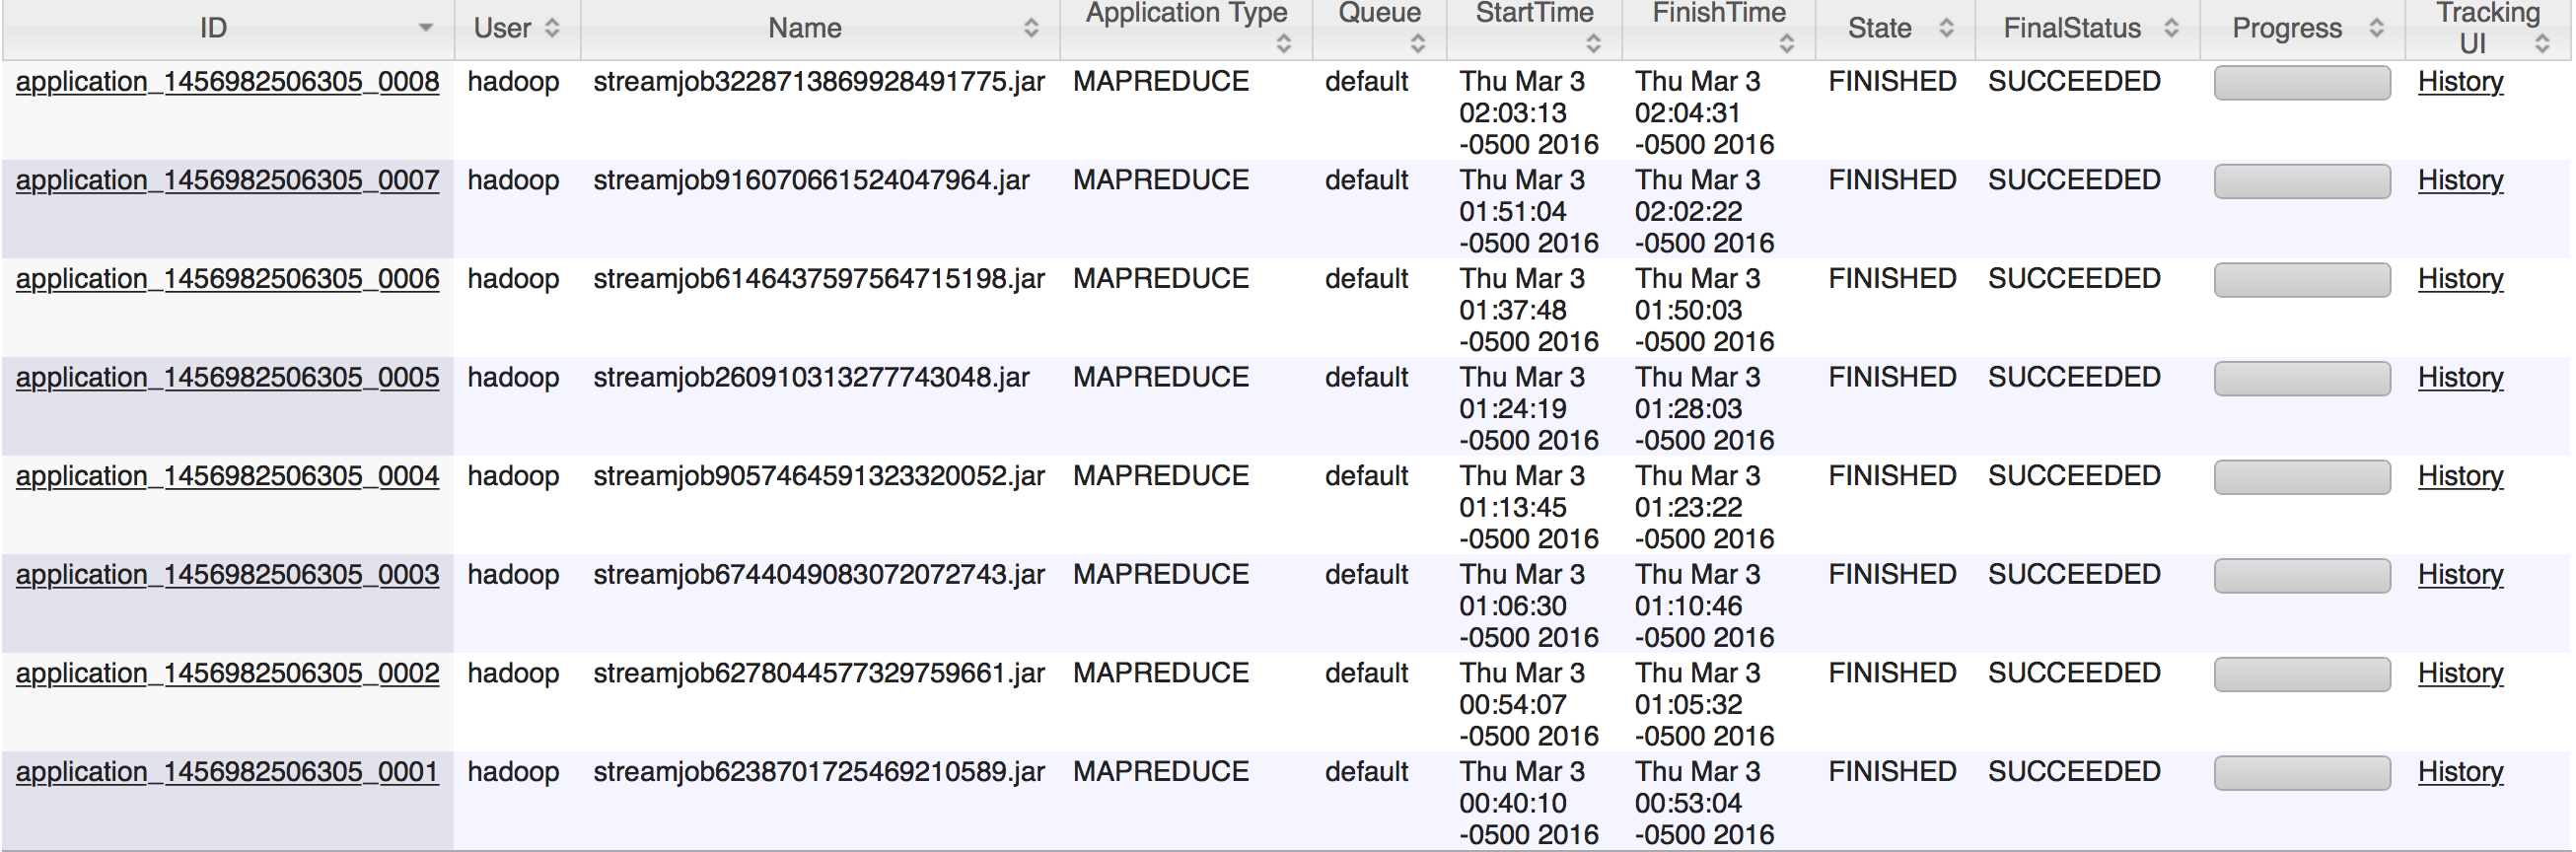 ID User Name Application Type Queue StartTime FinishTime State FinalStatus Progress Tracking UI
application_1456982506305_0008 hadoop streamjob3228713869928491775.jar MAPREDUCE default Thu Mar 3 Thu Mar 3 FINISHED SUCCEEDED History
02:03:13 02:04:31
-0500 2016 -0500 2016
application_1456982506305_0007 hadoop streamjob916070661524047964.jar MAPREDUCE default Thu Mar 3 Thu Mar 3 FINISHED SUCCEEDED History
01:51:04 02:02:22
-0500 2016 -0500 2016
application_1456982506305_0006 hadoop streamjob6146437597564715198.jar MAPREDUCE default Thu Mar 3 Thu Mar 3 FINISHED SUCCEEDED History
01:37:48 01:50:03
-0500 2016 -0500 2016
application_1456982506305_0005 hadoop streamjob260910313277743048.jar MAPREDUCE default Thu Mar 3 Thu Mar 3 FINISHED SUCCEEDED History
01:24:19 01:28:03
-0500 2016 -0500 2016
application_1456982506305_0004 hadoop streamjob9057464591323320052.jar MAPREDUCE default Thu Mar 3 Thu Mar 3 FINISHED SUCCEEDED History
01:13:45 01:23:22
-0500 2016 -0500 2016
application_1456982506305_0003 hadoop streamjob6744049083072072743.jar MAPREDUCE default Thu Mar 3 Thu Mar 3 FINISHED SUCCEEDED History
01:06:30 01:10:46
-0500 2016 -0500 2016
application_1456982506305_0002 hadoop streamjob6278044577329759661.jar MAPREDUCE default Thu Mar 3 Thu Mar 3 FINISHED SUCCEEDED History
00:54:07 01:05:32
-0500 2016 -0500 2016
application_1456982506305_0001 hadoop streamjob6238701725469210589.jar MAPREDUCE default Thu Mar 3 Thu Mar 3 FINISHED SUCCEEDED History
00:40:10 00:53:04
-0500 2016 -0500 2016